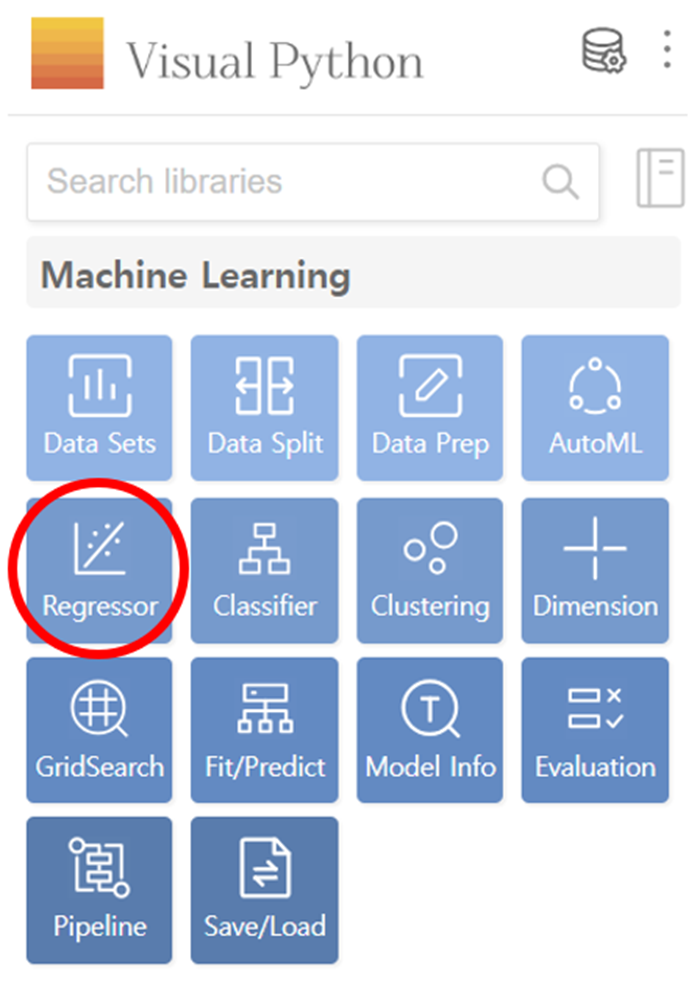 Visual Python
Search libraries
Machine Learning
Data Sets Data Split Data Prep AutoML
Regressor Classifier Clustering Dimension
GridSearch Fit/Predict Model Info Evaluation
Pipeline Save/Load